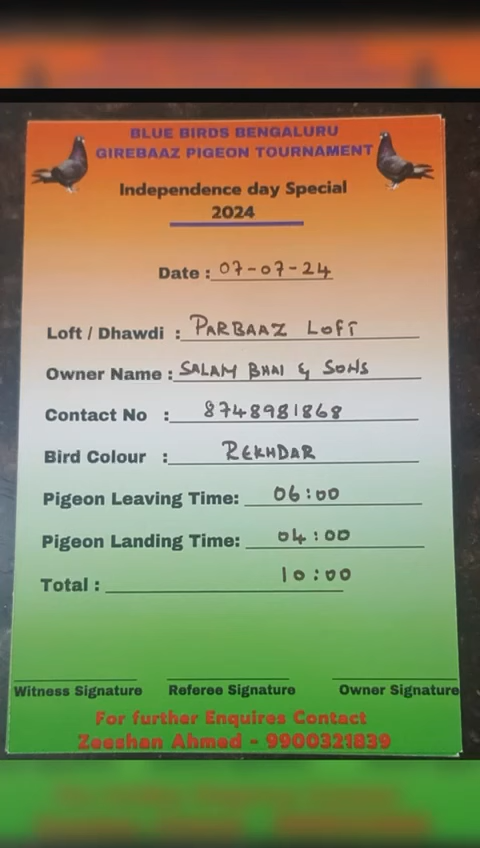 BLUE BIRDS BENGALURU
GIREBAAZ PIGEON TOURNAMENT
Independence day Special
2024
Date : 07-07-24
Loft / Dhawdi : PARBAAZ LOFT
Owner Name : SALAM BHAI & SONS
Contact No : 8748981868
Bird Colour : REKHDAR
Pigeon Leaving Time: 06:00
Pigeon Landing Time: 04:00
Total : 10:00
Witness Signature Referee Signature Owner Signature
For further Enquires Contact
Zeeshan Ahmed - 9900321839